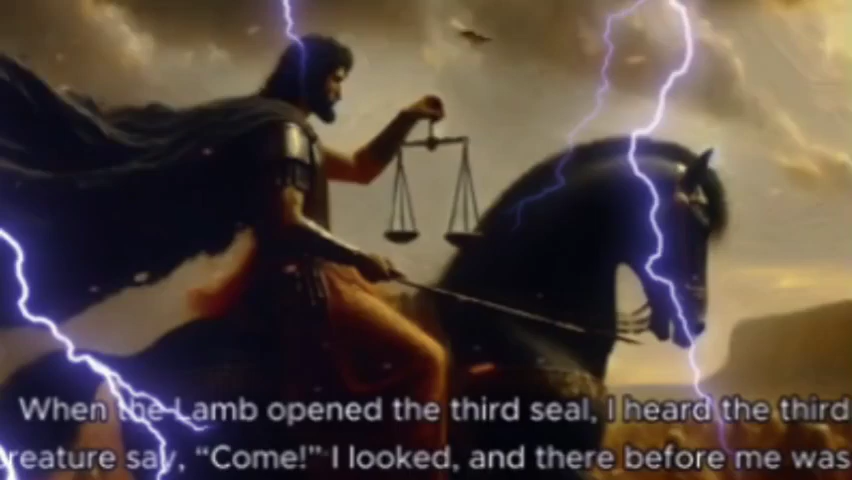 When the Lamb opened the third seal, I heard the third
reature say, “Come!” I looked, and there before me was